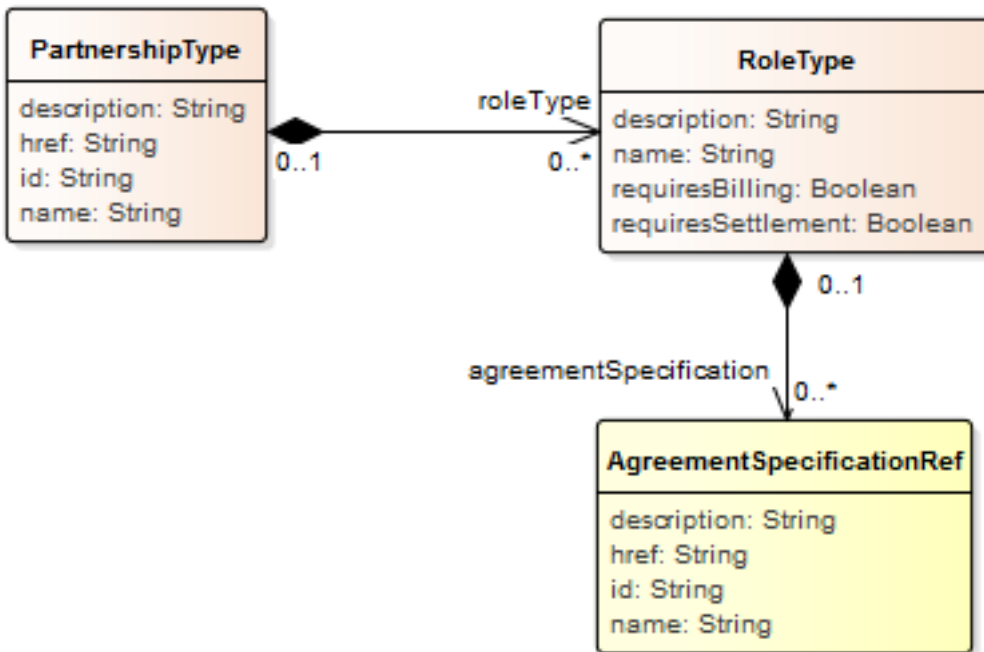 PartnershipType
description: String
href: String
id: String
name: String
roleType
0..1
0..*
RoleType
description: String
name: String
requiresBilling: Boolean
requiresSettlement: Boolean
0..1
agreementSpecification
0..*
AgreementSpecificationRef
description: String
href: String
id: String
name: String